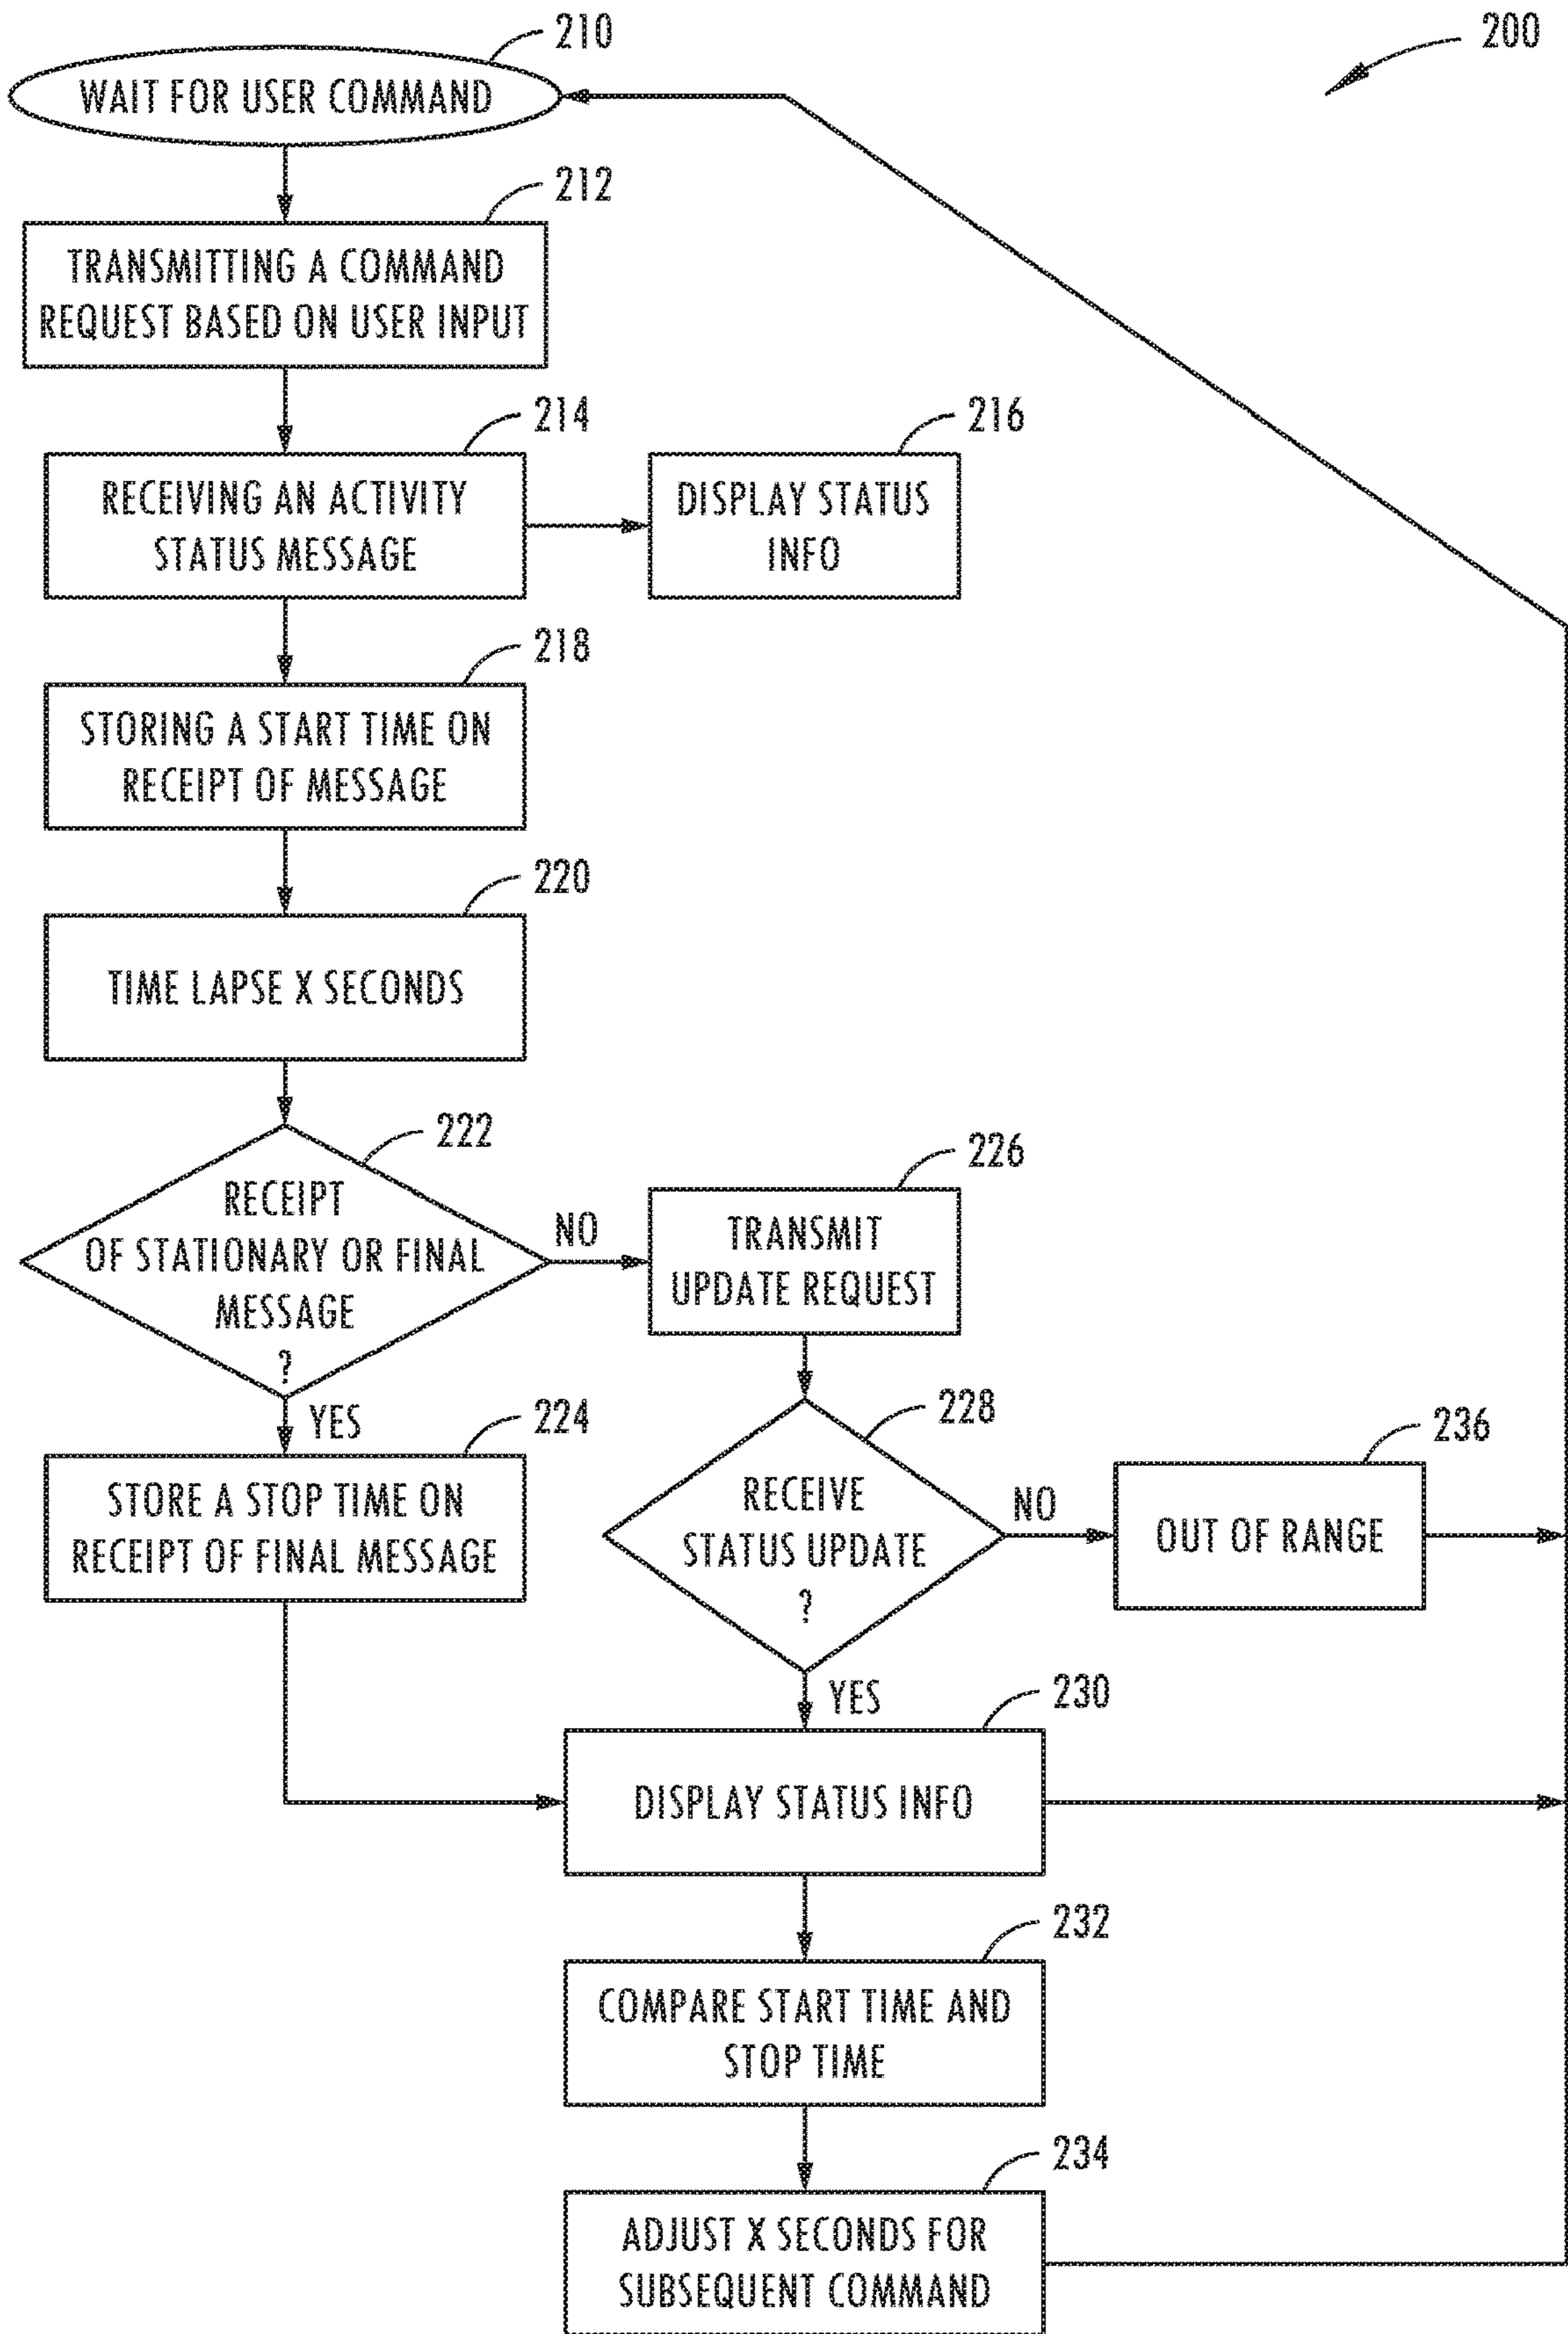 210
200
WAIT FOR USER COMMAND
212
TRANSMITTING A COMMAND
REQUEST BASED ON USER INPUT
214
216
RECEIVING AN ACTIVITY
STATUS MESSAGE
DISPLAY STATUS
INFO
218
STORING A START TIME ON
RECEIPT OF MESSAGE
220
TIME LAPSE X SECONDS
222
RECEIPT
OF STATIONARY OR FINAL
MESSAGE
?
NO
226
TRANSMIT
UPDATE REQUEST
YES
224
STORE A STOP TIME ON
RECEIPT OF FINAL MESSAGE
228
RECEIVE
STATUS UPDATE
?
NO
236
OUT OF RANGE
YES
230
DISPLAY STATUS INFO
232
COMPARE START TIME AND
STOP TIME
234
ADJUST X SECONDS FOR
SUBSEQUENT COMMAND